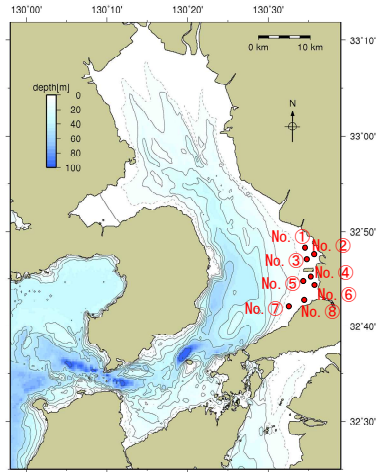 130°00' 130°10' 130°20' 130°30'
33°10'
0 km 10 km
depth[m]
0
20
40
60
80
100
N
33°00'
32°50'
No. ① No. ②
No. ③
No. ④
No. ⑤
No. ⑥
No. ⑦
No. ⑧
32°40'
32°30'